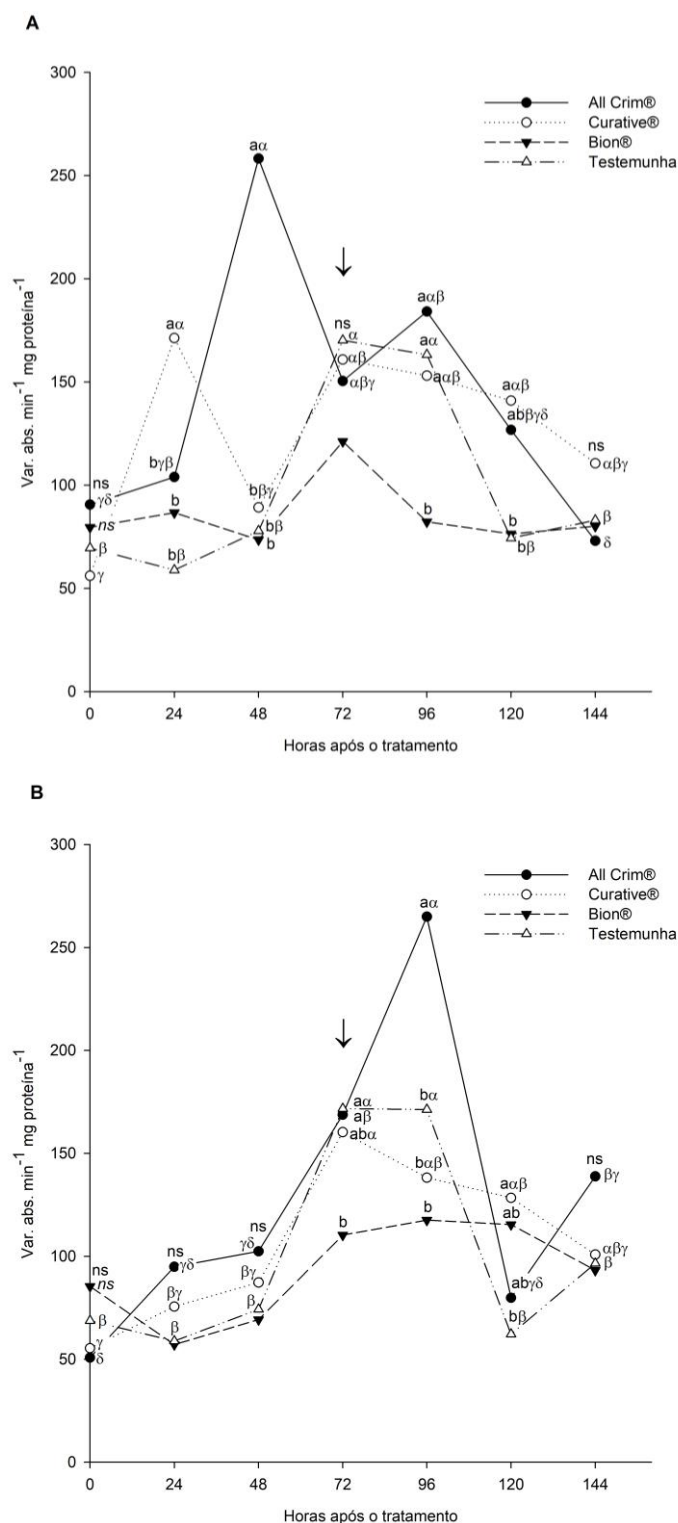 A
300
250
200
150
100
50
0
Var. abs. min⁻¹ mg proteína⁻¹
All Crim®
Curative®
Bion®
Testemunha
aα
aα
ns α
αβ
αβγ
aαβ
aα
aαβ
aαβ
abβγδ
ns
αβγ
ns
γδ
bγβ
bβγ
ns
b
bβ
b
b
b
β
β
bβ
bβ
γ
δ
0 24 48 72 96 120 144
Horas após o tratamento
B
300
250
200
150
100
50
0
Var. abs. min⁻¹ mg proteína⁻¹
All Crim®
Curative®
Bion®
Testemunha
aα
aα
aβ
abα
bα
bαβ
aαβ
ab
b
b
ns
βγ
ns
γδ
ns
γδ
βγ
βγ
ns
ns
β
β
β
γ
δ
abγδ
bβ
αβγ
β
0 24 48 72 96 120 144
Horas após o tratamento